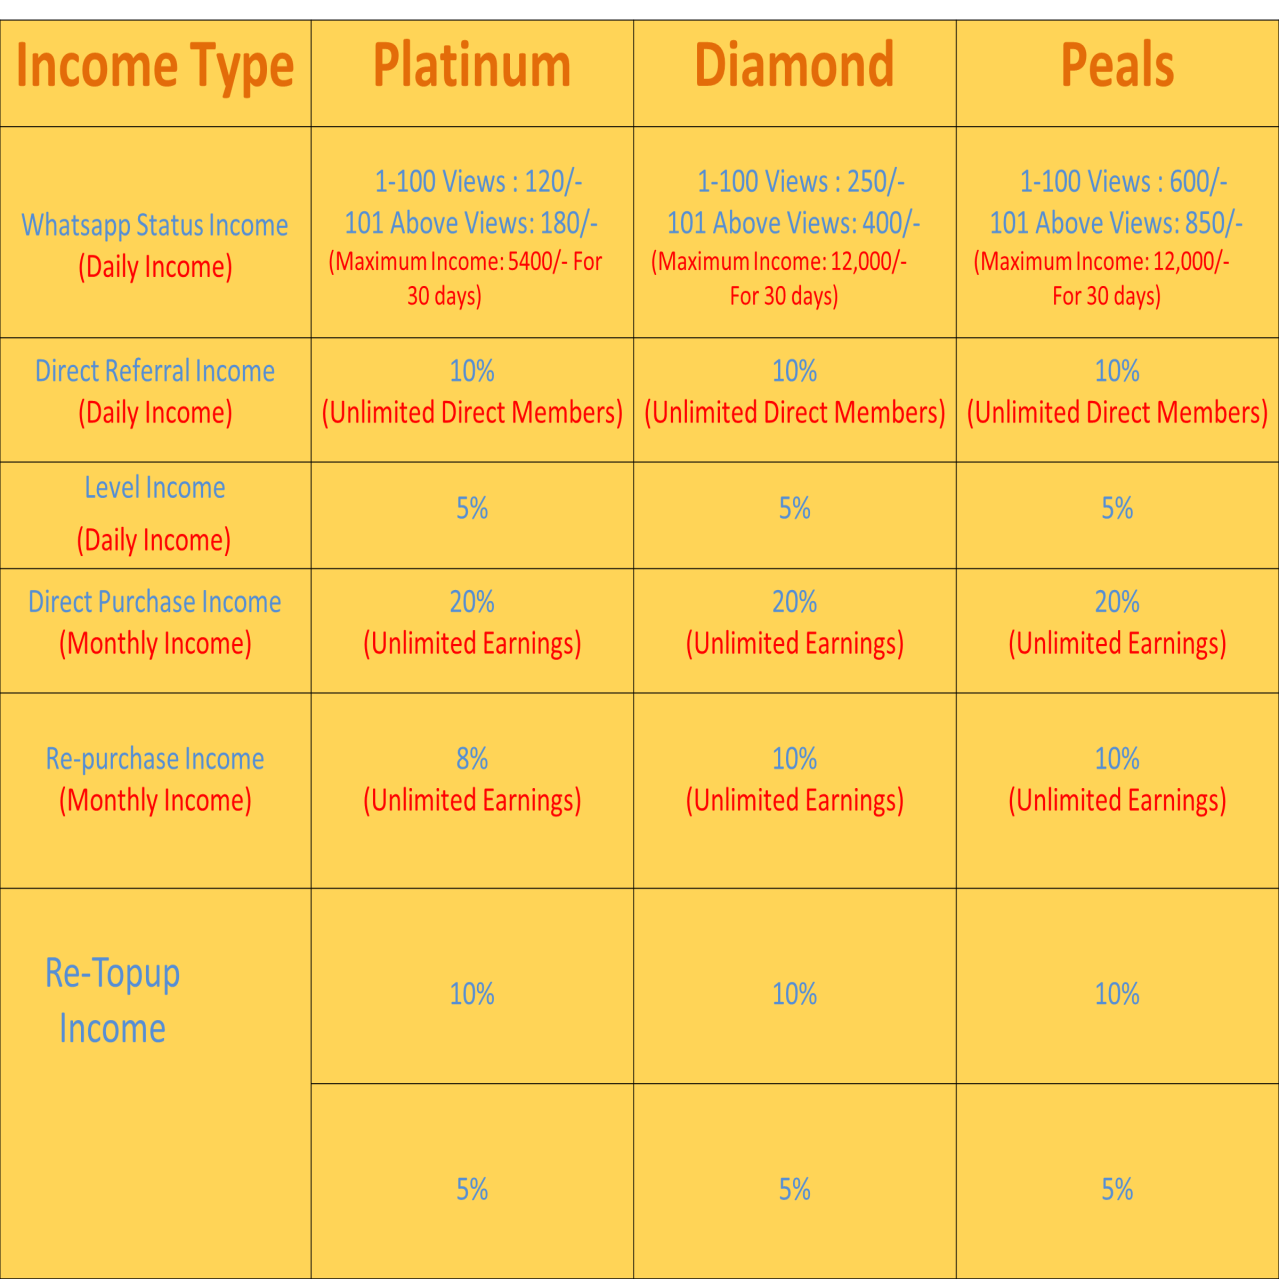 Income Type
Platinum
Diamond
Peals
Whatsapp Status Income
(Daily Income)
1-100 Views : 120/-
101 Above Views: 180/-
(Maximum Income: 5400/- For
30 days)
1-100 Views : 250/-
101 Above Views: 400/-
(Maximum Income: 12,000/-
For 30 days)
1-100 Views : 600/-
101 Above Views: 850/-
(Maximum Income: 12,000/-
For 30 days)
Direct Referral Income
(Daily Income)
10%
(Unlimited Direct Members)
10%
(Unlimited Direct Members)
10%
(Unlimited Direct Members)
Level Income
(Daily Income)
5%
5%
5%
Direct Purchase Income
(Monthly Income)
20%
(Unlimited Earnings)
20%
(Unlimited Earnings)
20%
(Unlimited Earnings)
Re-purchase Income
(Monthly Income)
8%
(Unlimited Earnings)
10%
(Unlimited Earnings)
10%
(Unlimited Earnings)
Re-Topup
Income
10%
10%
10%
5%
5%
5%